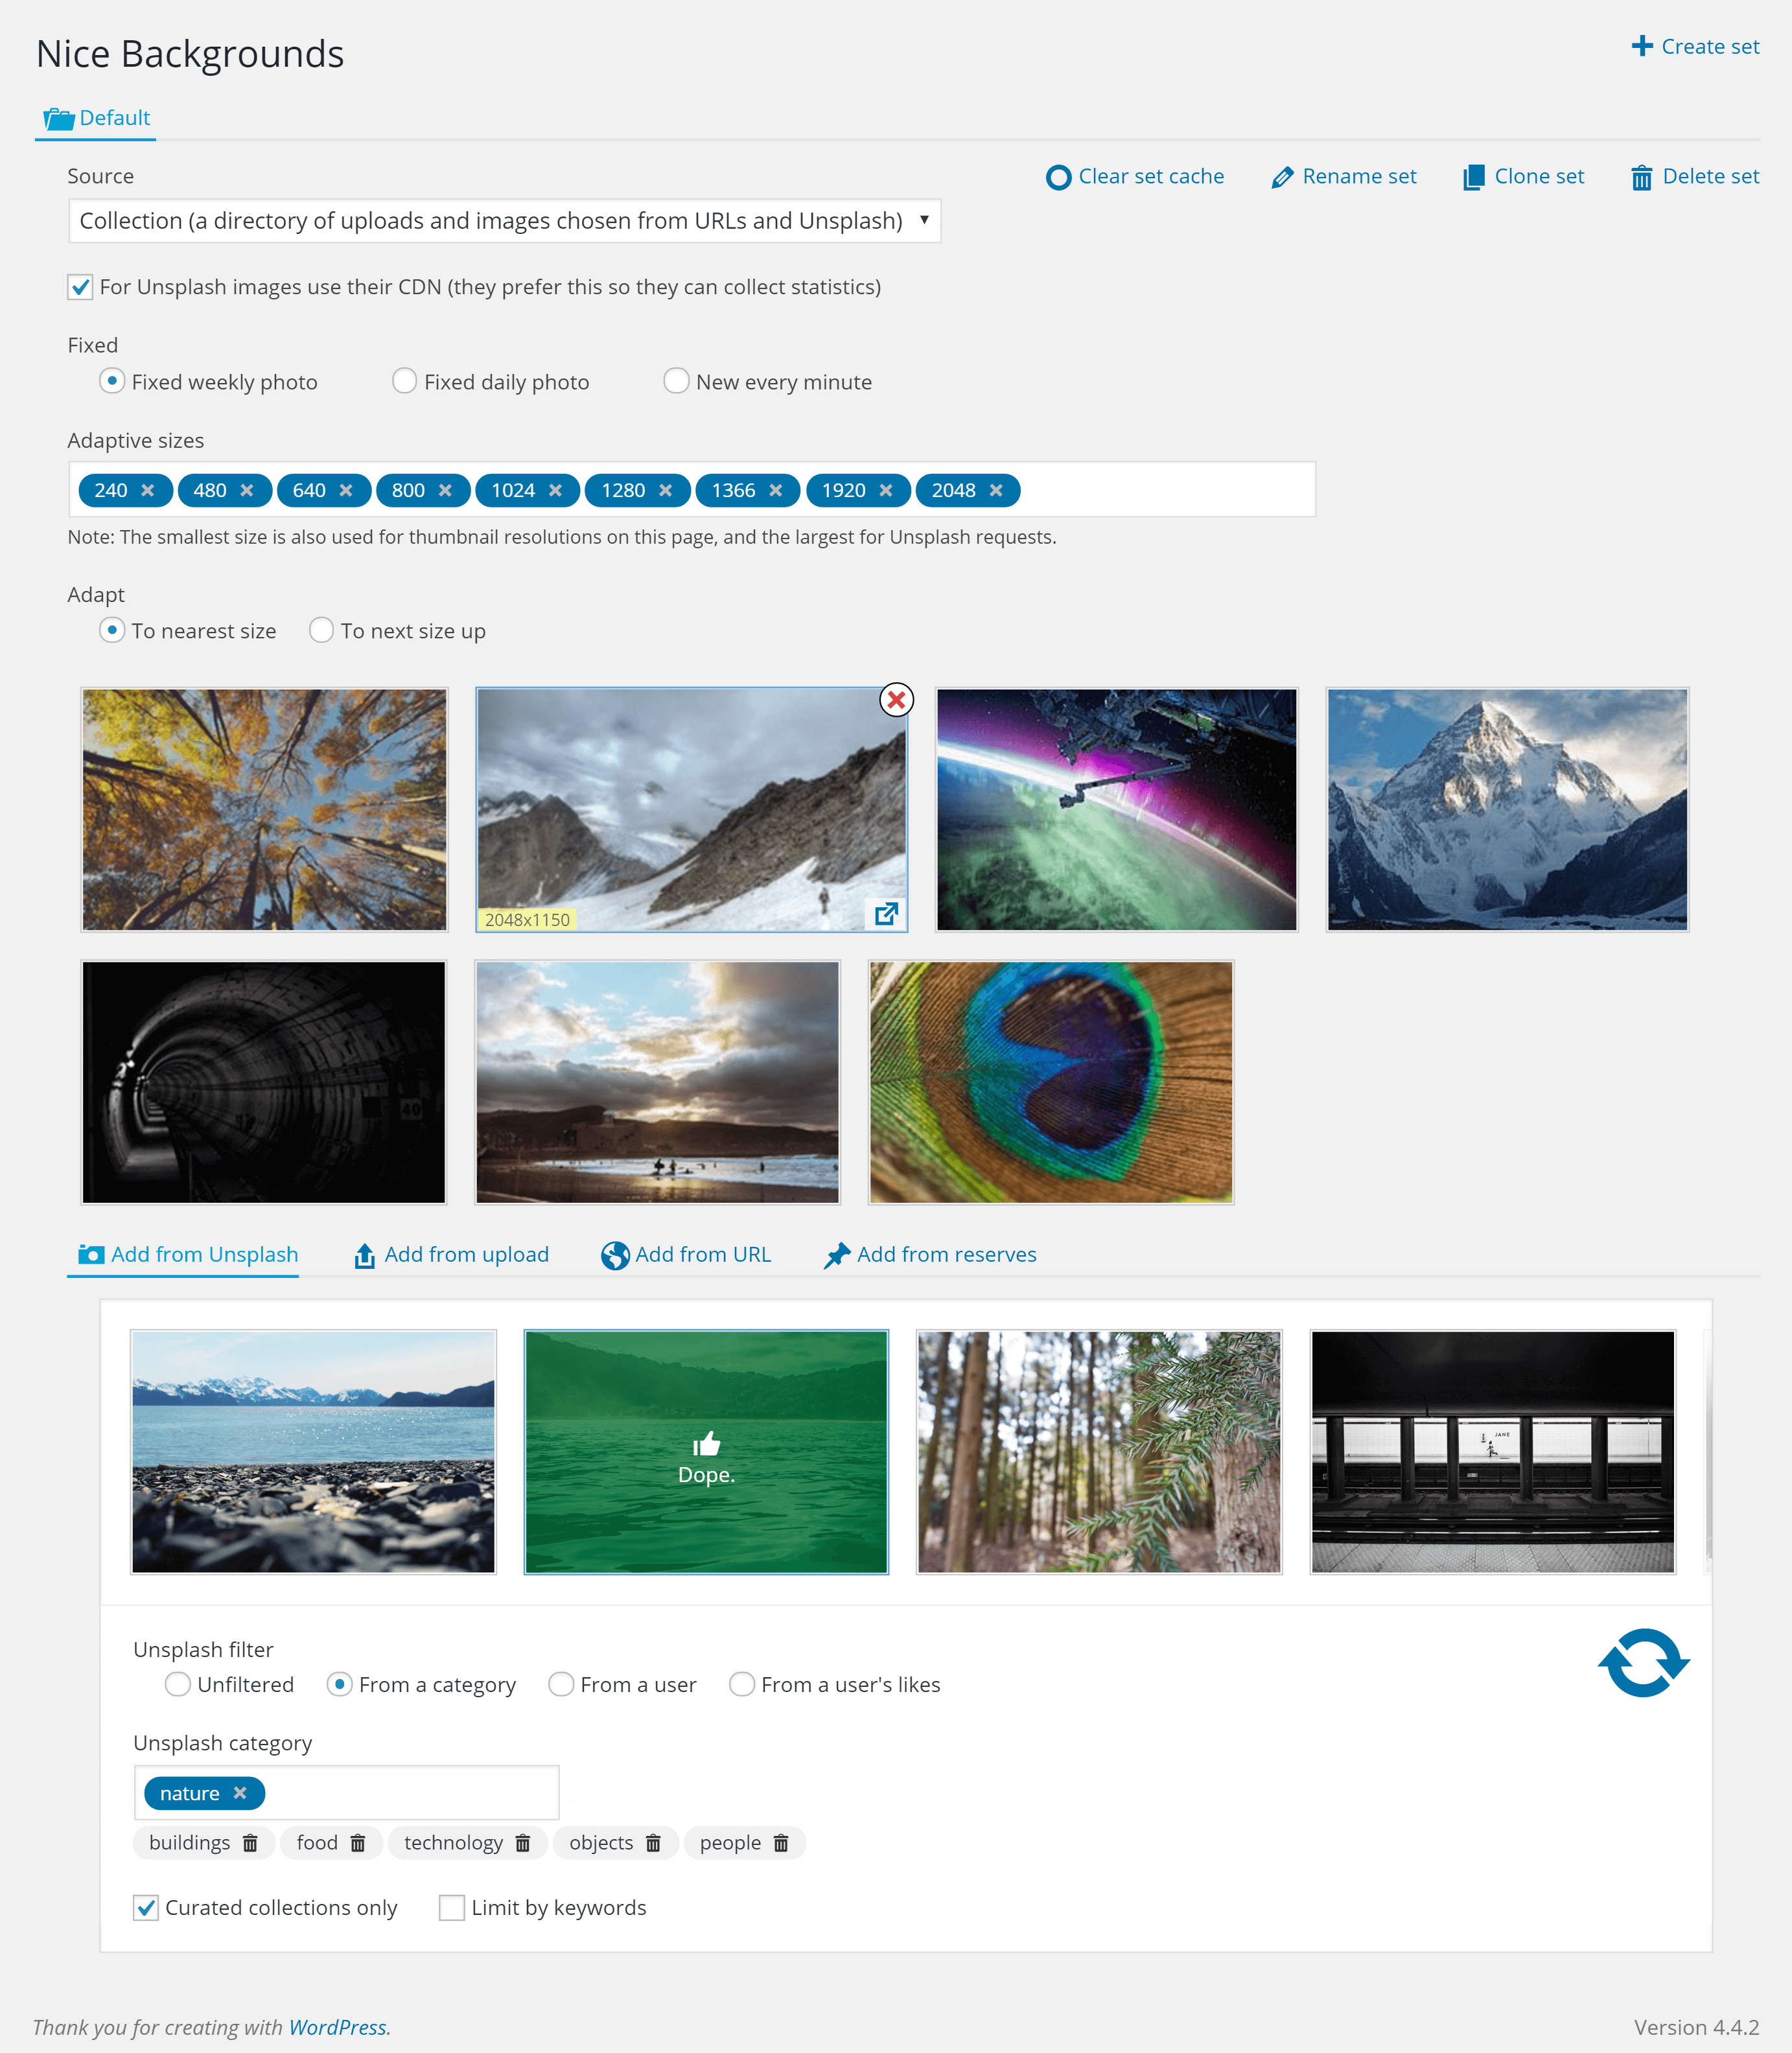 Nice Backgrounds
Create set
Default
Source
Clear set cache
Rename set
Clone set
Delete set
Collection (a directory of uploads and images chosen from URLs and Unsplash)
For Unsplash images use their CDN (they prefer this so they can collect statistics)
Fixed
Fixed weekly photo
Fixed daily photo
New every minute
Adaptive sizes
240 480 640 800 1024 1280 1366 1920 2048
Note: The smallest size is also used for thumbnail resolutions on this page, and the largest for Unsplash requests.
Adapt
To nearest size
To next size up
2048x1150
40
Add from Unsplash
Add from upload
Add from URL
Add from reserves
Dope.
JANE
Unsplash filter
Unfiltered
From a category
From a user
From a user's likes
Unsplash category
nature
buildings food technology objects people
Curated collections only
Limit by keywords
Thank you for creating with WordPress.
Version 4.4.2